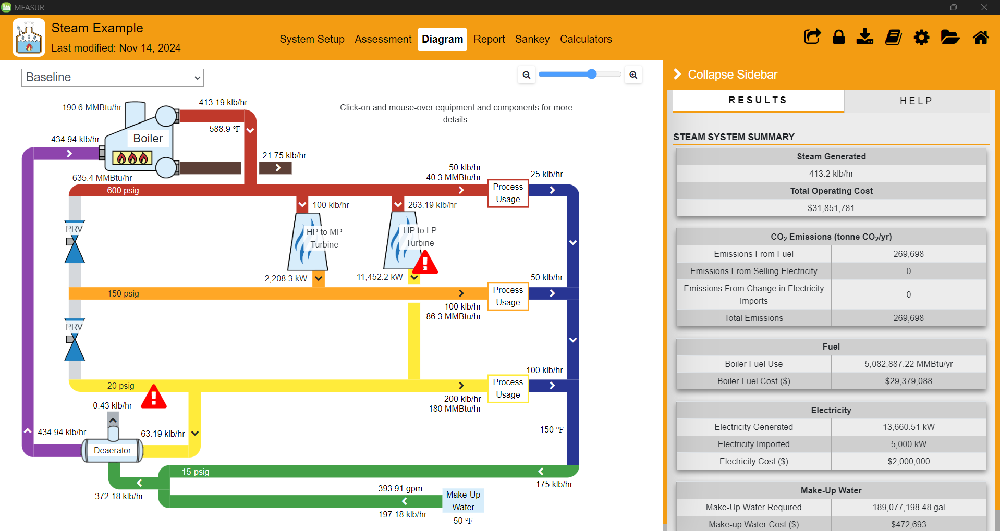 MEASUR
Steam Example
Last modified: Nov 14, 2024
System Setup
Assessment
Diagram
Report
Sankey
Calculators
Baseline
Click-on and mouse-over equipment and components for more
details.
190.6 MMBtu/hr
413.19 klb/hr
588.9 °F
Boiler
434.94 klb/hr
21.75 klb/hr
635.4 MMBtu/hr
600 psig
50 klb/hr
40.3 MMBtu/hr
Process
Usage
25 klb/hr
100 klb/hr
263.19 klb/hr
PRV
HP to MP
Turbine
HP to LP
Turbine
2,208.3 kW
11,452.2 kW
50 klb/hr
150 psig
Process
Usage
100 klb/hr
86.3 MMBtu/hr
PRV
100 klb/hr
20 psig
Process
Usage
200 klb/hr
180 MMBtu/hr
0.43 klb/hr
434.94 klb/hr
63.19 klb/hr
150 °F
Deaerator
15 psig
175 klb/hr
372.18 klb/hr
393.91 gpm
Make-Up
Water
197.18 klb/hr
50 °F
Collapse Sidebar
RESULTS
HELP
STEAM SYSTEM SUMMARY
Steam Generated
413.2 klb/hr
Total Operating Cost
$31,851,781
CO2 Emissions (tonne CO2/yr)
Emissions From Fuel 269,698
Emissions From Selling Electricity 0
Emissions From Change in Electricity
Imports 0
Total Emissions 269,698
Fuel
Boiler Fuel Use 5,082,887.22 MMBtu/yr
Boiler Fuel Cost ($) $29,379,088
Electricity
Electricity Generated 13,660.51 kW
Electricity Imported 5,000 kW
Electricity Cost ($) $2,000,000
Make-Up Water
Make-Up Water Required 189,077,198.48 gal
Make-up Water Cost ($) $472,693